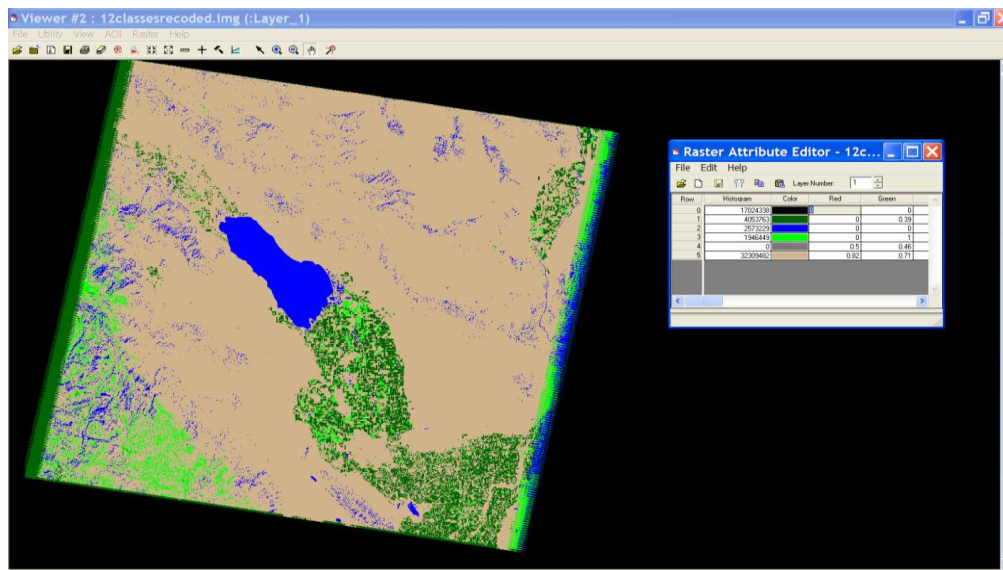 Viewer #2 : 12classesrecoded.img (:Layer_1)
File Utility View AOI Raster Help
Raster Attribute Editor - 12c...
File Edit Help
Layer Number: 1
Row Histogram Color Red Green
0 17024338 0 0
1 4053763 0 0.39
2 2573229 0 0
3 1946449 0 1
4 0 0.5 0.46
5 32309482 0.82 0.71